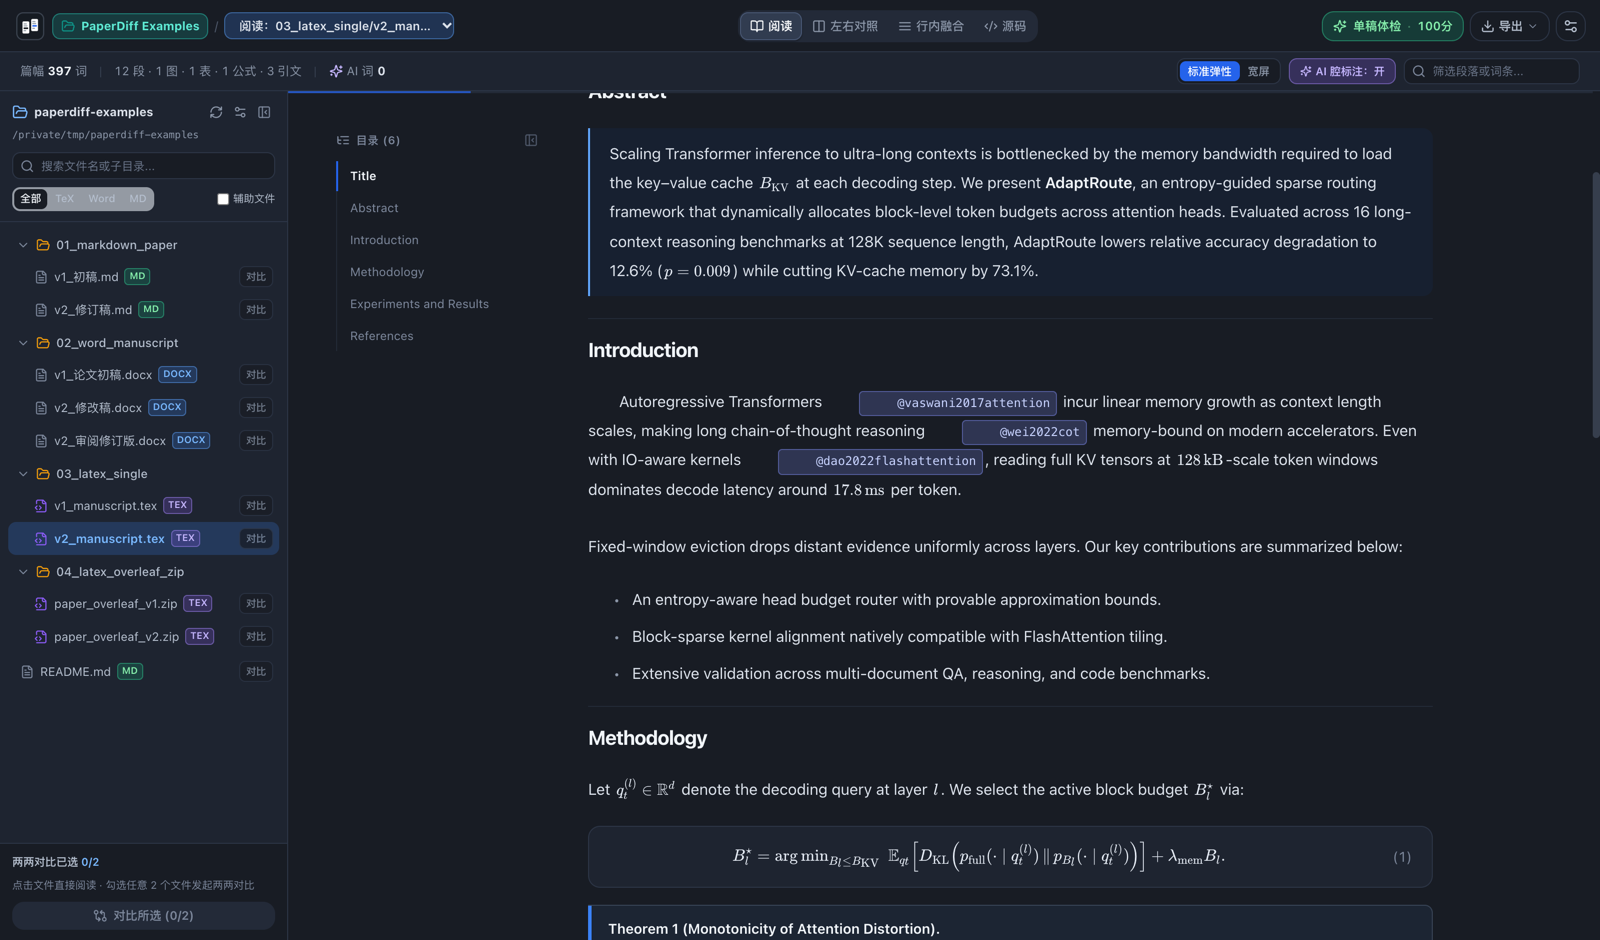 PaperDiff Examples / 阅读：03_latex_single/v2_man...
阅读 左右对照 行内融合 源码
单稿体检 · 100分 导出
篇幅 397 词 | 12 段 · 1 图 · 1 表 · 1 公式 · 3 引文 | AI 词 0
标准弹性 宽屏 AI 腔标注：开 筛选段落或词条...
paperdiff-examples
/private/tmp/paperdiff-examples
搜索文件名或子目录...
全部 TeX Word MD 辅助文件
01_markdown_paper
v1_初稿.md MD 对比
v2_修订稿.md MD 对比
02_word_manuscript
v1_论文初稿.docx DOCX 对比
v2_修改稿.docx DOCX 对比
v2_审阅修订版.docx DOCX 对比
03_latex_single
v1_manuscript.tex TEX 对比
v2_manuscript.tex TEX 对比
04_latex_overleaf_zip
paper_overleaf_v1.zip TEX 对比
paper_overleaf_v2.zip TEX 对比
README.md MD 对比
两两对比已选 0/2
点击文件直接阅读 · 勾选任意 2 个文件发起两两对比
对比所选 (0/2)
目录 (6)
Title
Abstract
Introduction
Methodology
Experiments and Results
References
Abstract
Scaling Transformer inference to ultra-long contexts is bottlenecked by the memory bandwidth required to load
the key–value cache B_KV at each decoding step. We present AdaptRoute, an entropy-guided sparse routing
framework that dynamically allocates block-level token budgets across attention heads. Evaluated across 16 long-
context reasoning benchmarks at 128K sequence length, AdaptRoute lowers relative accuracy degradation to
12.6% (p = 0.009) while cutting KV-cache memory by 73.1%.
Introduction
Autoregressive Transformers @vaswani2017attention incur linear memory growth as context length
scales, making long chain-of-thought reasoning @wei2022cot memory-bound on modern accelerators. Even
with IO-aware kernels @dao2022flashattention, reading full KV tensors at 128 kB-scale token windows
dominates decode latency around 17.8 ms per token.
Fixed-window eviction drops distant evidence uniformly across layers. Our key contributions are summarized below:
• An entropy-aware head budget router with provable approximation bounds.
• Block-sparse kernel alignment natively compatible with FlashAttention tiling.
• Extensive validation across multi-document QA, reasoning, and code benchmarks.
Methodology
Let q_t^(l) ∈ ℝ^d denote the decoding query at layer l. We select the active block budget B_l^⋆ via:
B_l^⋆ = arg min_{B_l≤B_KV} 𝔼_{qt}[D_KL(p_full(· | q_t^(l)) ∥ p_{B_l}(· | q_t^(l)))] + λ_mem B_l. (1)
Theorem 1 (Monotonicity of Attention Distortion).